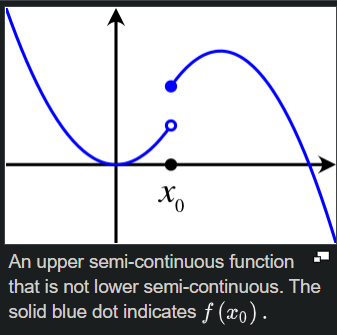 x₀
An upper semi-continuous function
that is not lower semi-continuous. The
solid blue dot indicates f (x₀) .